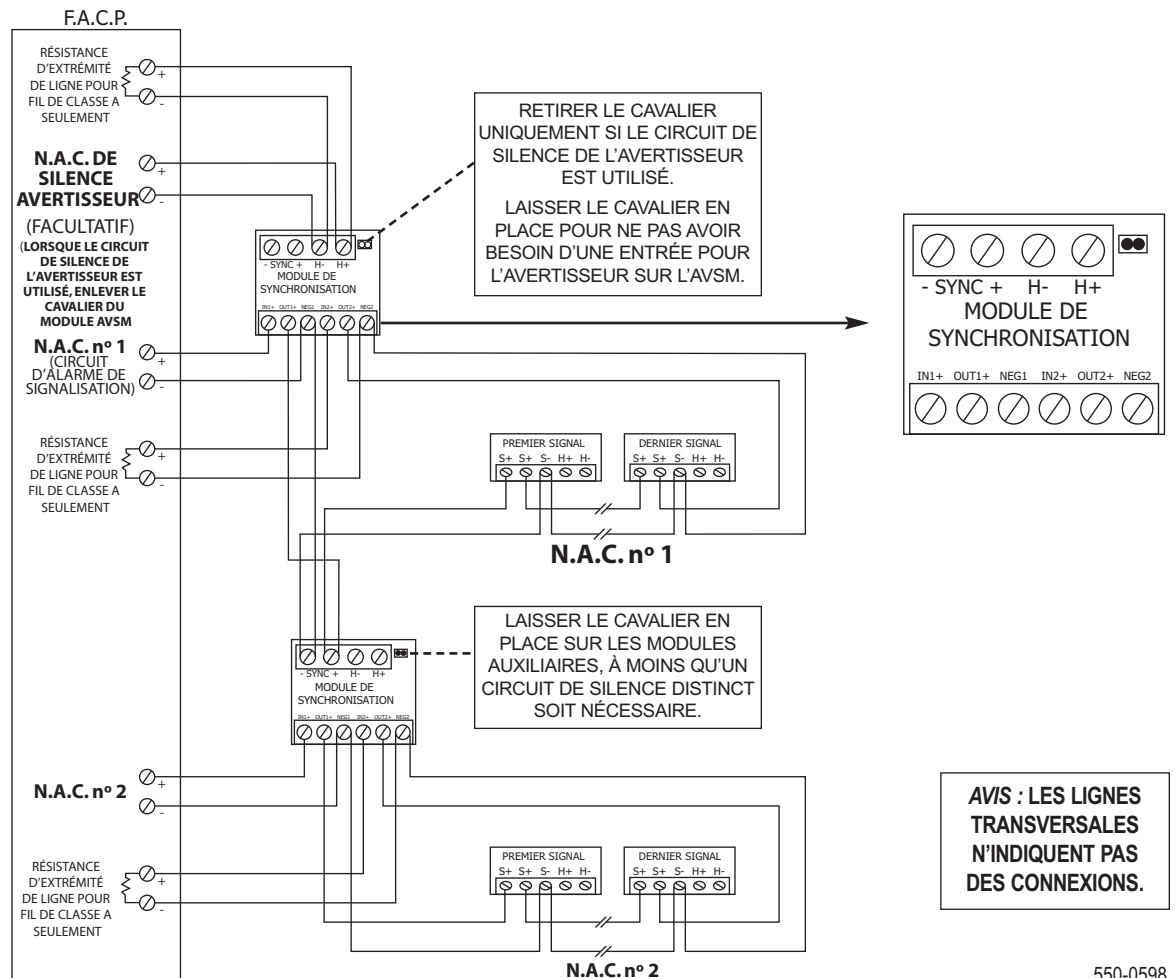 F.A.C.P.
RÉSISTANCE
D'EXTRÉMITÉ
DE LIGNE POUR
FIL DE CLASSE A
SEULEMENT
+
-
N.A.C. DE
SILENCE
AVERTISSEUR
(FACULTATIF)
(LORSQUE LE CIRCUIT
DE SILENCE DE
L'AVERTISSEUR EST
UTILISÉ, ENLEVER LE
CAVALIER DU
MODULE AVSM
+
-
N.A.C. nº 1
(CIRCUIT
D'ALARME DE
SIGNALISATION)
+
-
RÉSISTANCE
D'EXTRÉMITÉ
DE LIGNE POUR
FIL DE CLASSE A
SEULEMENT
+
-
- SYNC + H- H+
MODULE DE
SYNCHRONISATION
IN1+ OUT1+ NEG1 IN2+ OUT2+ NEG2
RETIRER LE CAVALIER
UNIQUEMENT SI LE CIRCUIT DE
SILENCE DE L'AVERTISSEUR
EST UTILISÉ.
LAISSER LE CAVALIER EN
PLACE POUR NE PAS AVOIR
BESOIN D'UNE ENTRÉE POUR
L'AVERTISSEUR SUR L'AVSM.
- SYNC + H- H+
MODULE DE
SYNCHRONISATION
IN1+ OUT1+ NEG1 IN2+ OUT2+ NEG2
PREMIER SIGNAL
S+ S+ S- H+ H-
DERNIER SIGNAL
S+ S+ S- H+ H-
N.A.C. nº 1
- SYNC + H- H+
MODULE DE
SYNCHRONISATION
IN1+ OUT1+ NEG1 IN2+ OUT2+ NEG2
LAISSER LE CAVALIER EN
PLACE SUR LES MODULES
AUXILIAIRES, À MOINS QU'UN
CIRCUIT DE SILENCE DISTINCT
SOIT NÉCESSAIRE.
N.A.C. nº 2
+
-
RÉSISTANCE
D'EXTRÉMITÉ
DE LIGNE POUR
FIL DE CLASSE A
SEULEMENT
+
-
PREMIER SIGNAL
S+ S+ S- H+ H-
DERNIER SIGNAL
S+ S+ S- H+ H-
N.A.C. nº 2
AVIS : LES LIGNES
TRANSVERSALES
N'INDIQUENT PAS
DES CONNEXIONS.
550-0598